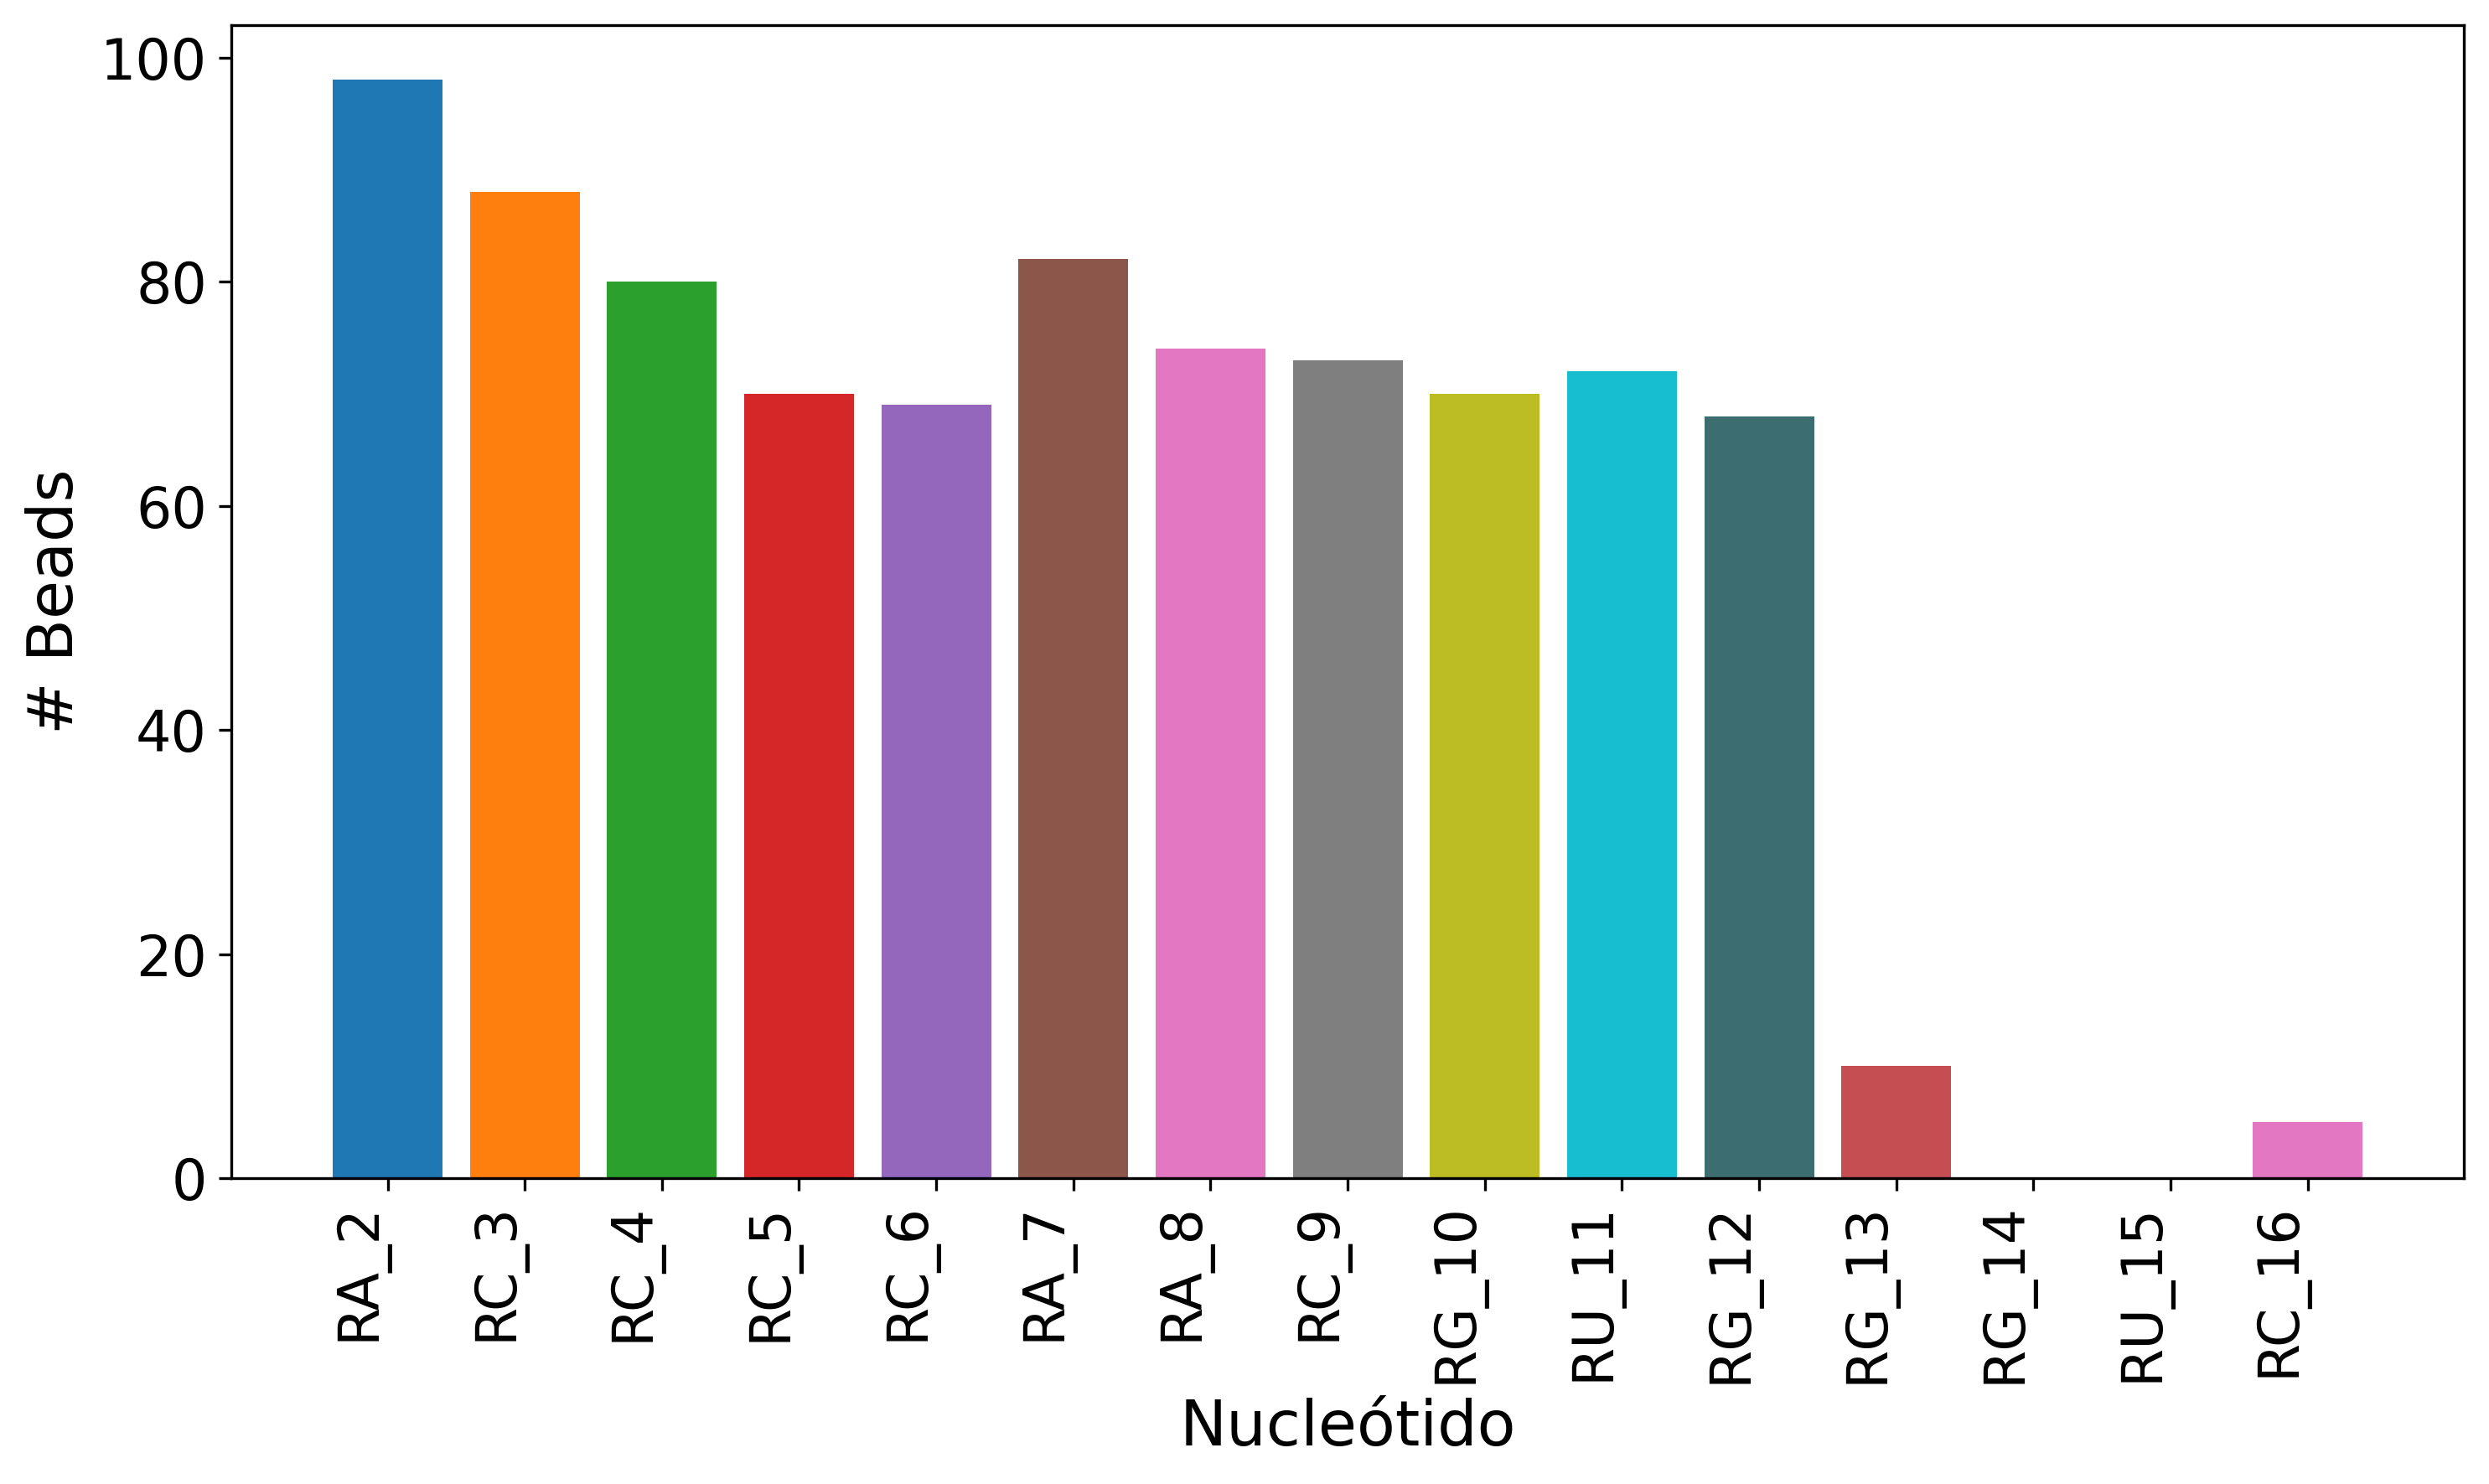 100
80
60
40
20
0
# Beads
RA_2
RC_3
RC_4
RC_5
RC_6
RA_7
RA_8
RC_9
RG_10
RU_111
RG_12
RG_13
RG_14
RU_15
RC_16
Nucleótido